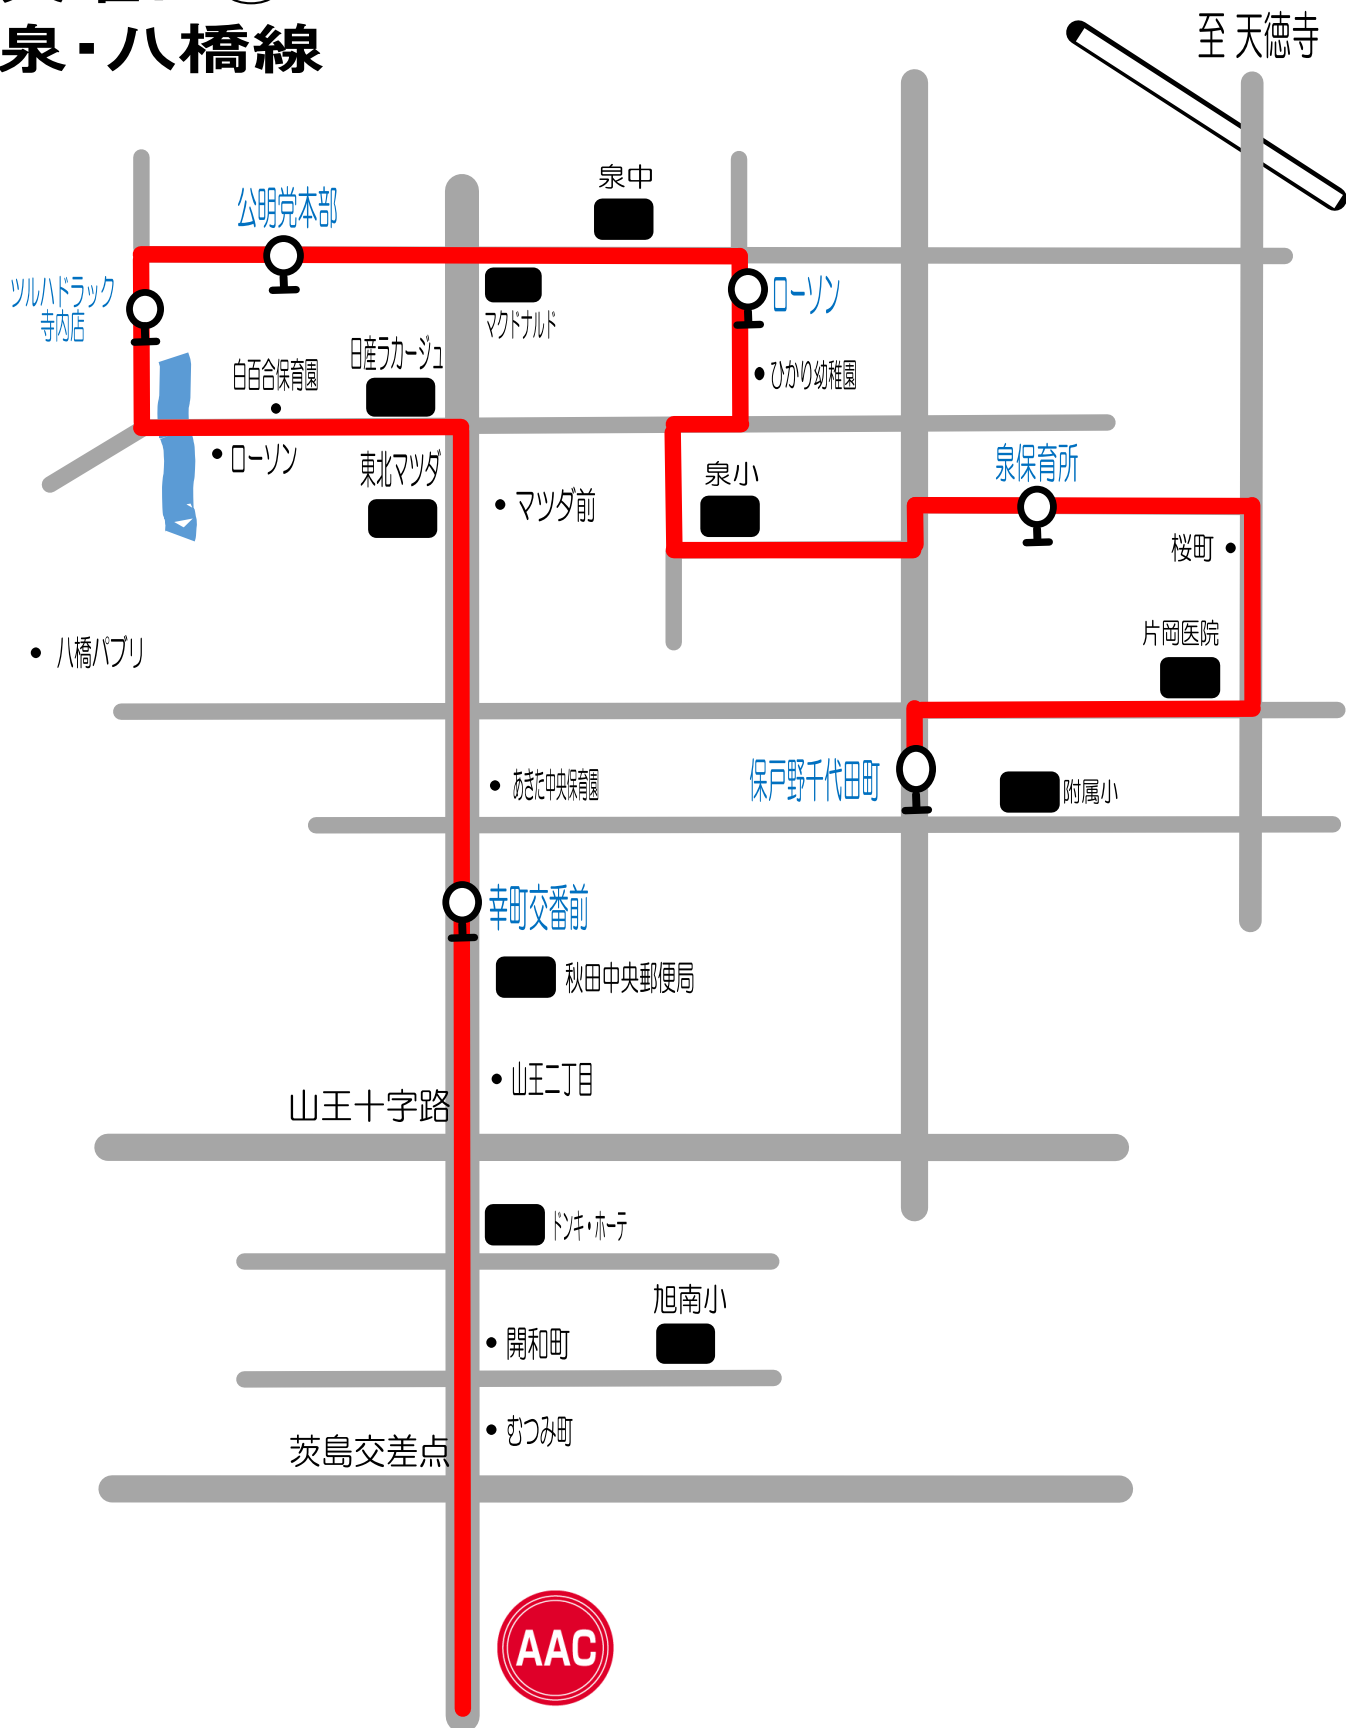 泉・八橋線
至 天徳寺
泉中
公明党本部
ツルハドラック
寺内店
ローソン
マクドナルド
日産ラカージュ
白百合保育園
ひかり幼稚園
ローソン
東北マツダ
泉保育所
泉小
マツダ前
桜町
片岡医院
八橋パブリ
保戸野千代田町
あきた中央保育園
附属小
幸町交番前
秋田中央郵便局
山王二丁目
山王十字路
ドンキ・ホーテ
旭南小
開和町
むつみ町
茨島交差点
AAC